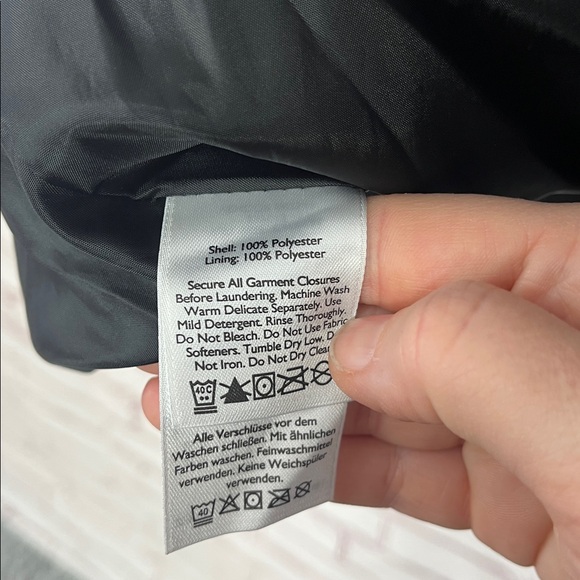 Shell: 100% Polyester
Lining: 100% Polyester
Secure All Garment Closures
Before Laundering. Machine Wash
Warm Delicate Separately. Use
Mild Detergent. Rinse Thoroughly.
Do Not Bleach. Do Not Use Fabric
Softeners. Tumble Dry Low. D
Not Iron. Do Not Dry Clean
40C
Alle Verschlüsse vor dem
Waschen schließen. Mit ähnlichen
Farben waschen. Feinwaschmittel
verwenden. Keine Weichspüler
verwenden.
40